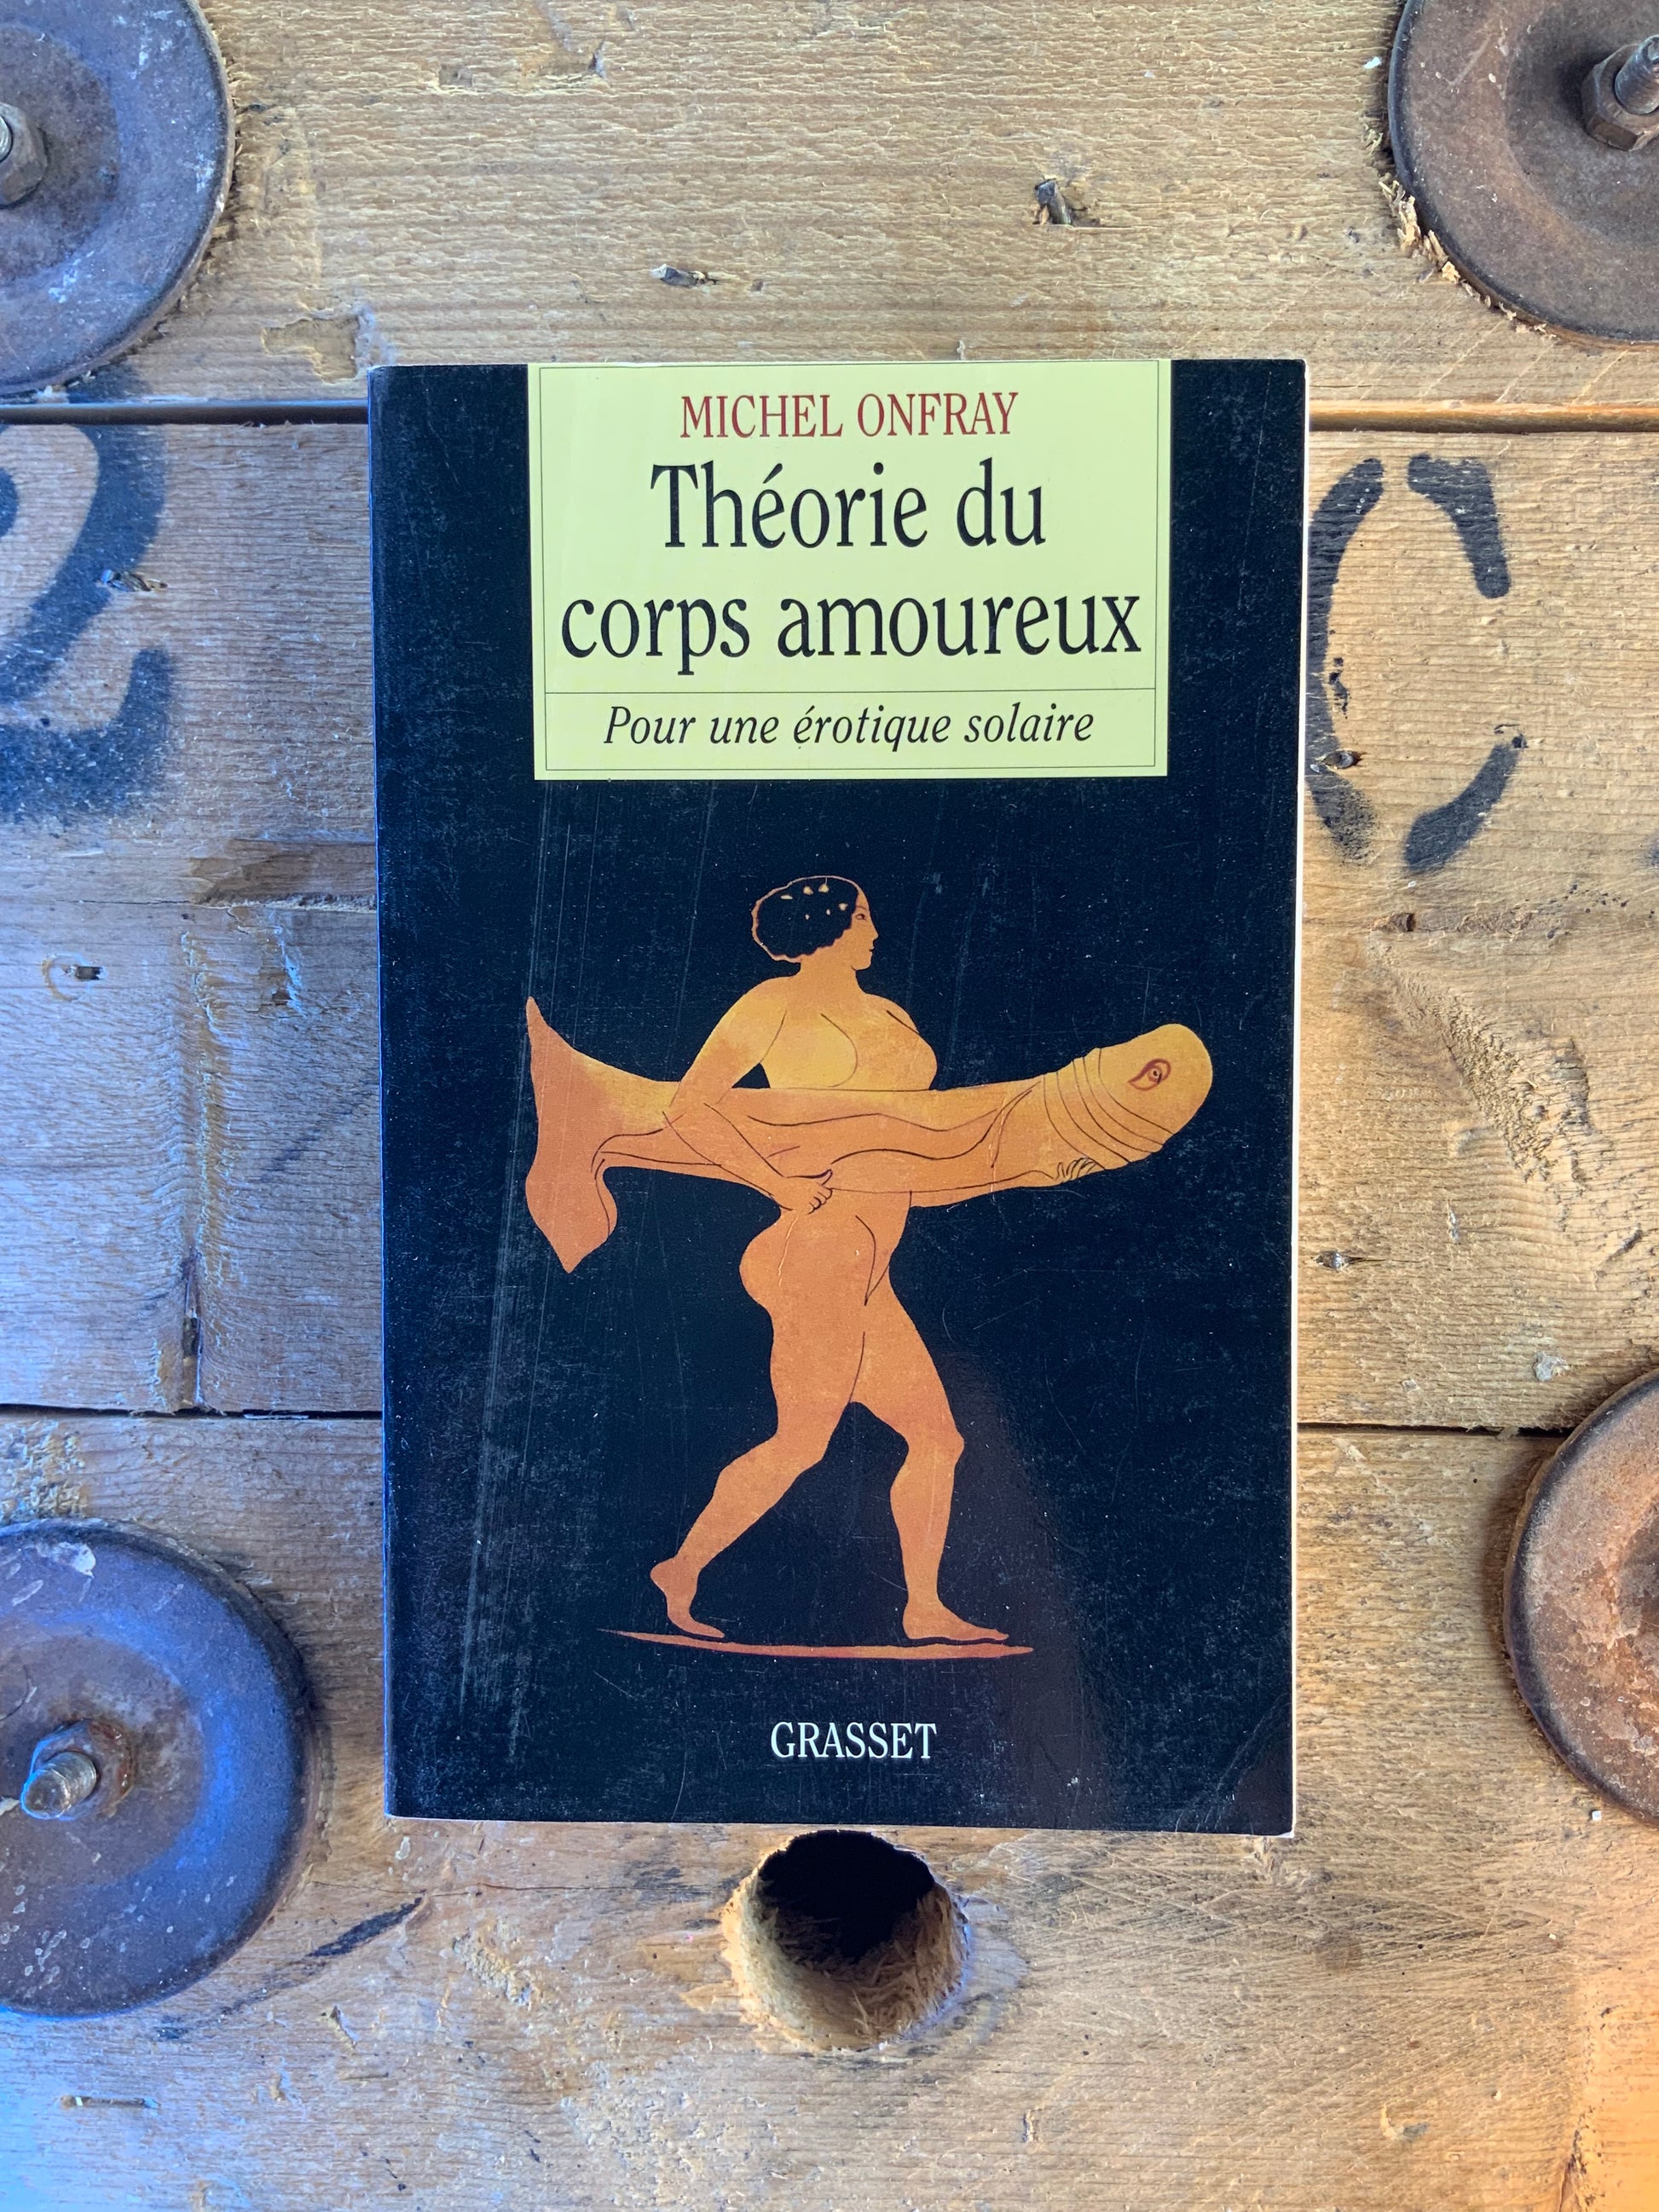 MICHEL ONFRAY
Théorie du
corps amoureux
Pour une érotique solaire
GRASSET